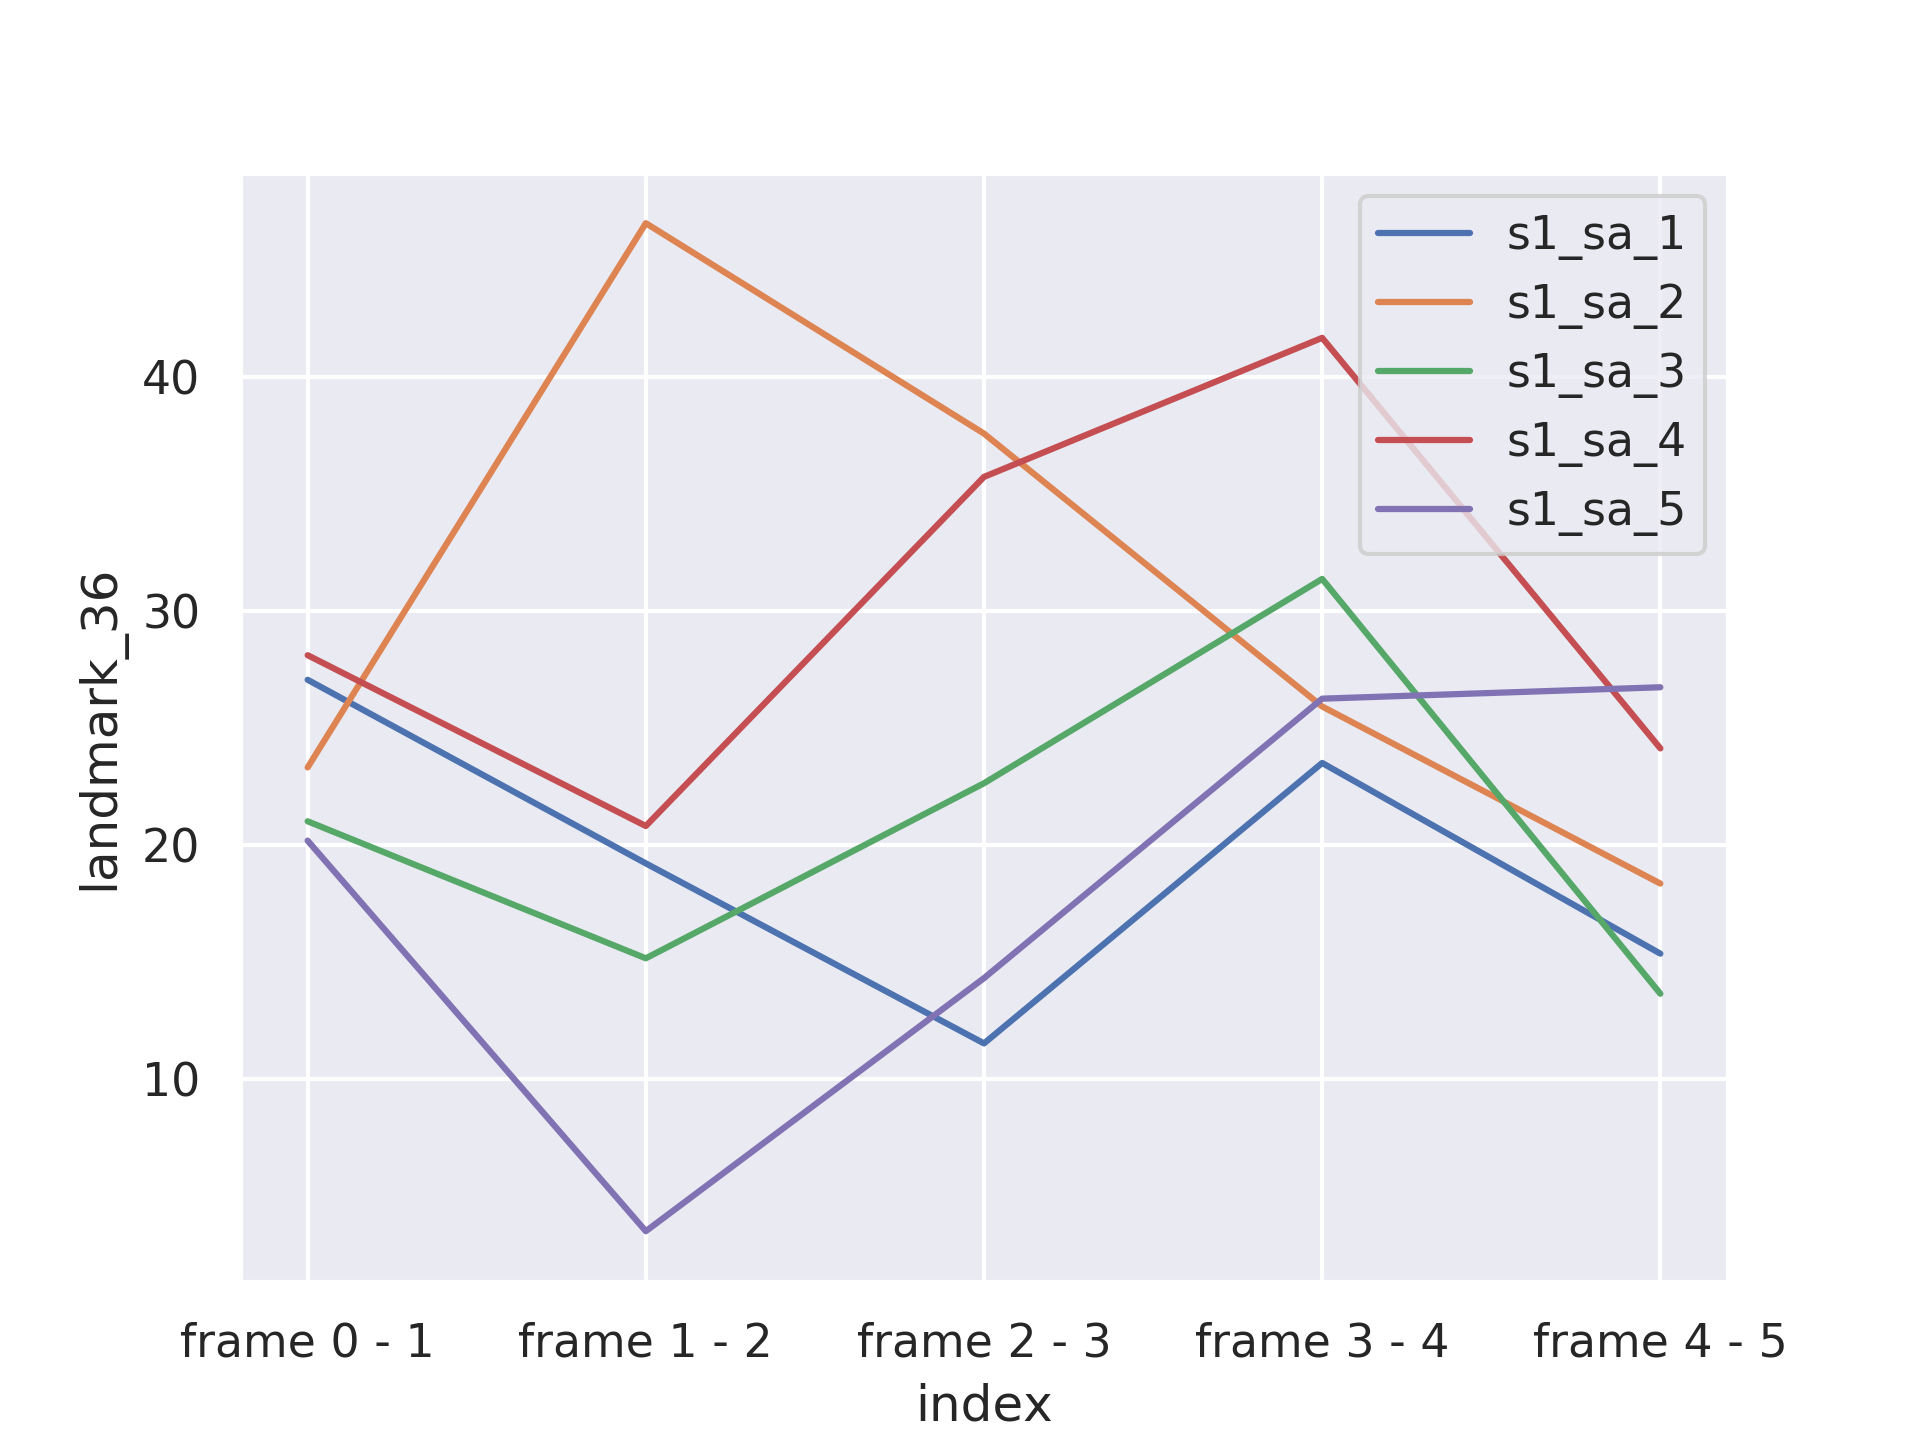 s1_sa_1
s1_sa_2
s1_sa_3
s1_sa_4
s1_sa_5
landmark_36
40
30
20
10
frame 0 - 1
frame 1 - 2
frame 2 - 3
frame 3 - 4
frame 4 - 5
index